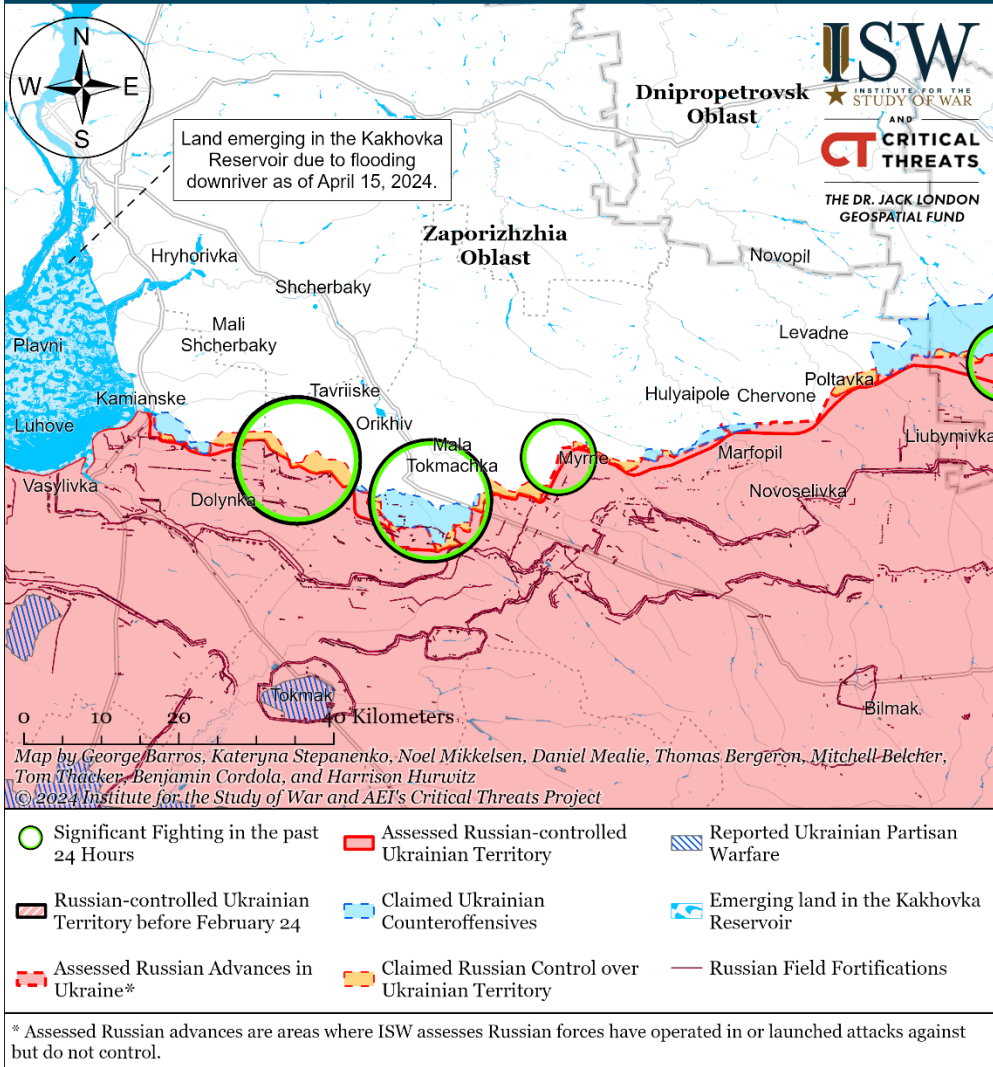 N
W E
S
ISW
INSTITUTE FOR THE
STUDY OF WAR
AND
CT CRITICAL
THREATS
THE DR. JACK LONDON
GEOSPATIAL FUND
Dnipropetrovsk
Oblast
Land emerging in the Kakhovka
Reservoir due to flooding
downriver as of April 15, 2024.
Zaporizhzhia
Oblast
Hryhorivka
Novopil
Shcherbaky
Mali
Shcherbaky
Levadne
Plavni
Poltavka
Tavriiske
Hulyaipole
Chervone
Kamianske
Orikhiv
Luhove
Mala
Tokmachka
Myrne
Marfopil
Liubymivka
Vasylivka
Dolynka
Novoselivka
Tokmak
Bilmak
0 10 20 40 Kilometers
Map by George Barros, Kateryna Stepanenko, Noel Mikkelsen, Daniel Mealie, Thomas Bergeron, Mitchell Belcher,
Tom Thacker, Benjamin Cordola, and Harrison Hurwitz
© 2024 Institute for the Study of War and AEI's Critical Threats Project
Significant Fighting in the past
24 Hours
Assessed Russian-controlled
Ukrainian Territory
Reported Ukrainian Partisan
Warfare
Russian-controlled Ukrainian
Territory before February 24
Claimed Ukrainian
Counteroffensives
Emerging land in the Kakhovka
Reservoir
Assessed Russian Advances in
Ukraine*
Claimed Russian Control over
Ukrainian Territory
Russian Field Fortifications
* Assessed Russian advances are areas where ISW assesses Russian forces have operated in or launched attacks against
but do not control.